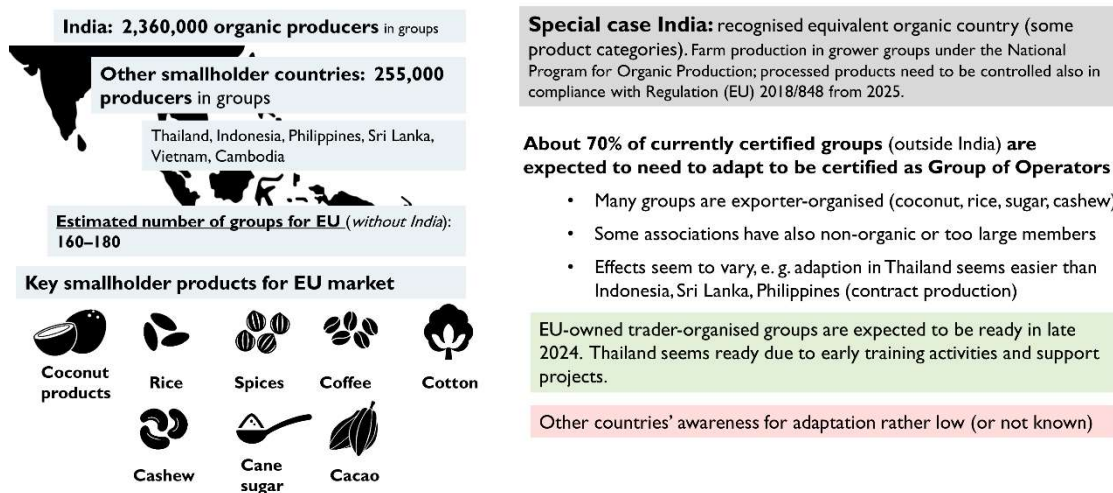 India: 2,360,000 organic producers in groups
Other smallholder countries: 255,000
producers in groups
Thailand, Indonesia, Philippines, Sri Lanka,
Vietnam, Cambodia
Estimated number of groups for EU (without India):
160–180
Key smallholder products for EU market
Coconut
products
Rice
Spices
Coffee
Cotton
Cashew
Cane
sugar
Cacao
Special case India: recognised equivalent organic country (some
product categories). Farm production in grower groups under the National
Program for Organic Production; processed products need to be controlled also in
compliance with Regulation (EU) 2018/848 from 2025.
About 70% of currently certified groups (outside India) are
expected to need to adapt to be certified as Group of Operators
• Many groups are exporter-organised (coconut, rice, sugar, cashew)
• Some associations have also non-organic or too large members
• Effects seem to vary, e. g. adaption in Thailand seems easier than
Indonesia, Sri Lanka, Philippines (contract production)
EU-owned trader-organised groups are expected to be ready in late
2024. Thailand seems ready due to early training activities and support
projects.
Other countries' awareness for adaptation rather low (or not known)